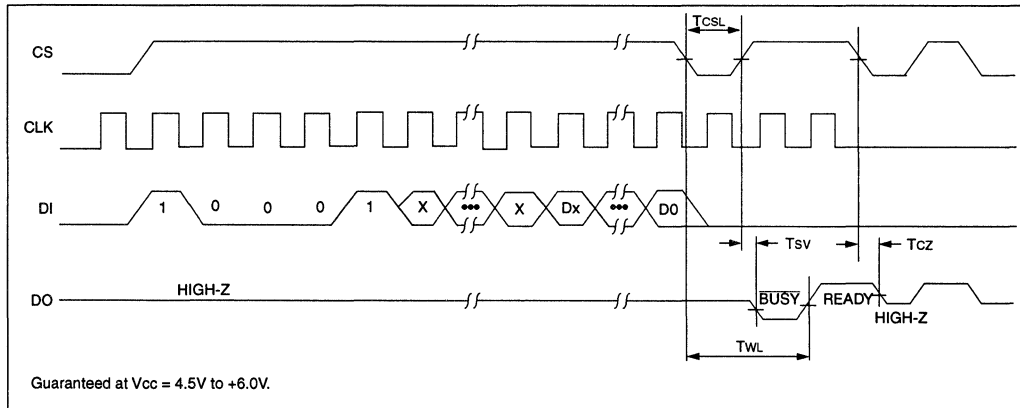 TCSL
CS
CLK
DI 1 0 0 0 1 X ••• X Dx ••• D0
TSV TCZ
DO HIGH-Z BUSY READY HIGH-Z
TWL
Guaranteed at Vcc = 4.5V to +6.0V.